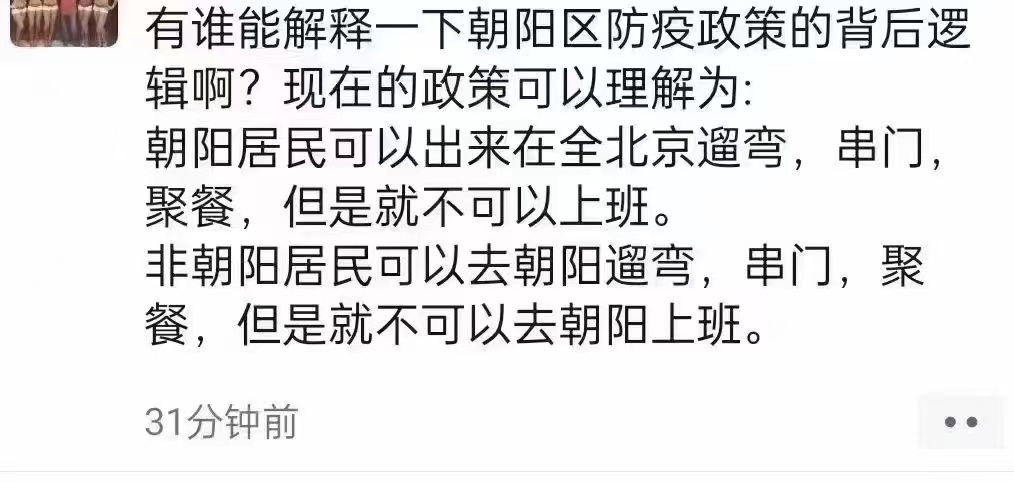 有谁能解释一下朝阳区防疫政策的背后逻
辑啊？现在的政策可以理解为:
朝阳居民可以出来在全北京遛弯，串门，
聚餐，但是就不可以上班。
非朝阳居民可以去朝阳遛弯，串门，聚
餐，但是就不可以去朝阳上班。
31分钟前